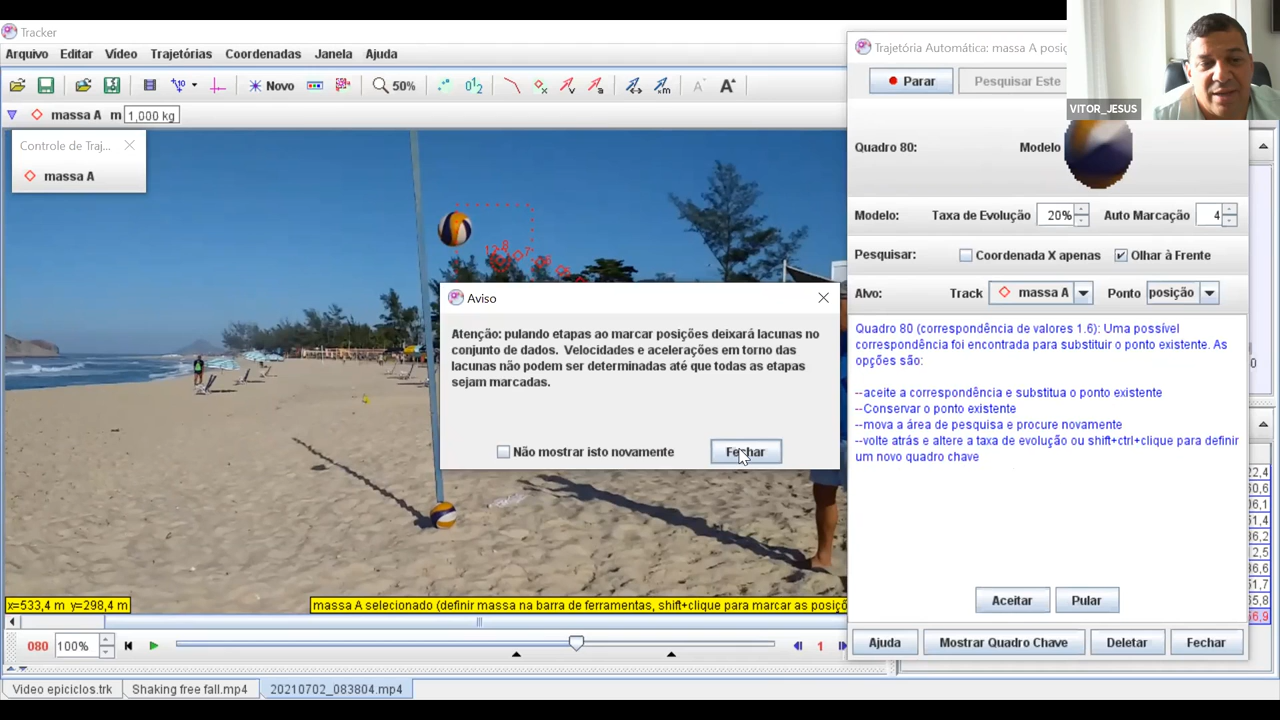 Tracker
Arquivo Editar Vídeo Trajetórias Coordenadas Janela Ajuda
Novo 50%
massa A m 1,000 kg
Controle de Traj...
massa A
Trajetória Automática: massa A posiç
Parar Pesquisar Este
VITOR_JESUS
Quadro 80: Modelo
Modelo: Taxa de Evolução 20% Auto Marcação 4
Pesquisar: Coordenada X apenas Olhar à Frente
Alvo: Track massa A Ponto posição
Quadro 80 (correspondência de valores 1.6): Uma possível
correspondência foi encontrada para substituir o ponto existente. As
opções são:
--aceite a correspondência e substitua o ponto existente
--Conservar o ponto existente
--mova a área de pesquisa e procure novamente
--volte atrás e altere a taxa de evolução ou shift+ctrl+clique para definir
um novo quadro chave
Aceitar Pular
Ajuda Mostrar Quadro Chave Deletar Fechar
Aviso
Atenção: pulando etapas ao marcar posições deixará lacunas no
conjunto de dados. Velocidades e acelerações em torno das
lacunas não podem ser determinadas até que todas as etapas
sejam marcadas.
Não mostrar isto novamente Fechar
x=533,4 m y=298,4 m
massa A selecionado (definir massa na barra de ferramentas, shift+clique para marcar as posiçõ
080 100% 1
Video epiciclos.trk Shaking free fall.mp4 20210702_083804.mp4